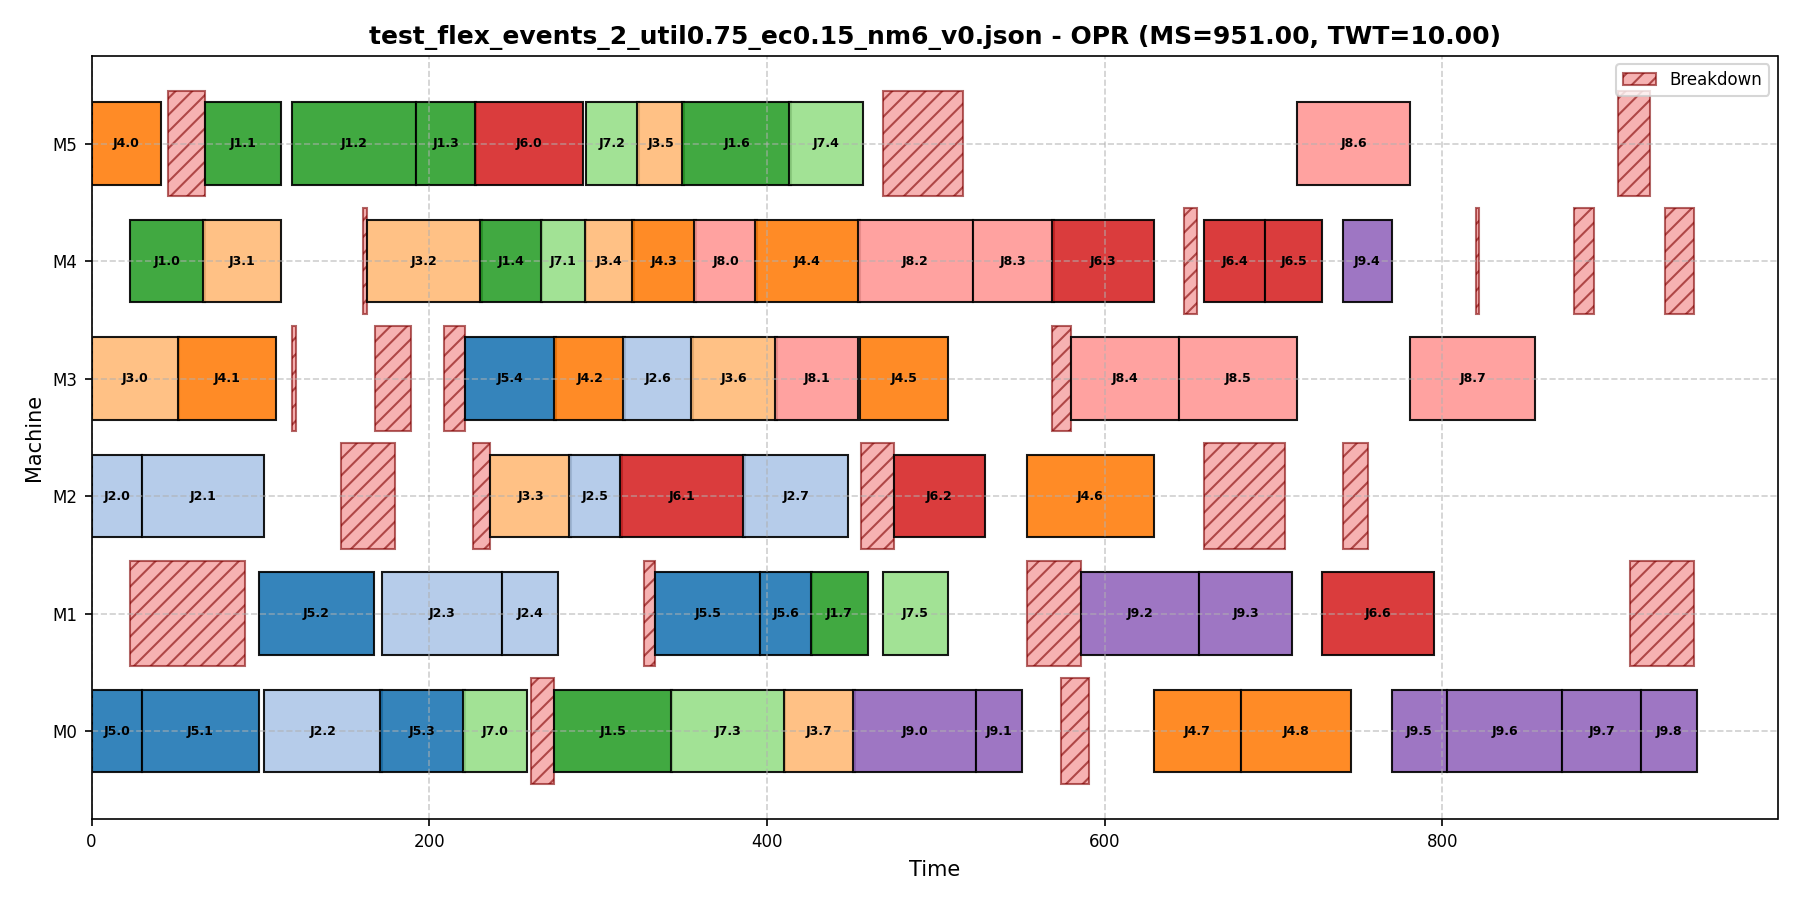 test_flex_events_2_util0.75_ec0.15_nm6_v0.json - OPR (MS=951.00, TWT=10.00)
Breakdown
M5 J4.0 J1.1 J1.2 J1.3 J6.0 J7.2 J3.5 J1.6 J7.4 J8.6
M4 J1.0 J3.1 J3.2 J1.4 J7.1 J3.4 J4.3 J8.0 J4.4 J8.2 J8.3 J6.3 J6.4 J6.5 J9.4
M3 J3.0 J4.1 J5.4 J4.2 J2.6 J3.6 J8.1 J4.5 J8.4 J8.5 J8.7
M2 J2.0 J2.1 J3.3 J2.5 J6.1 J2.7 J6.2 J4.6
M1 J5.2 J2.3 J2.4 J5.5 J5.6 J1.7 J7.5 J9.2 J9.3 J6.6
M0 J5.0 J5.1 J2.2 J5.3 J7.0 J1.5 J7.3 J3.7 J9.0 J9.1 J4.7 J4.8 J9.5 J9.6 J9.7 J9.8
Machine
0 200 400 600 800
Time